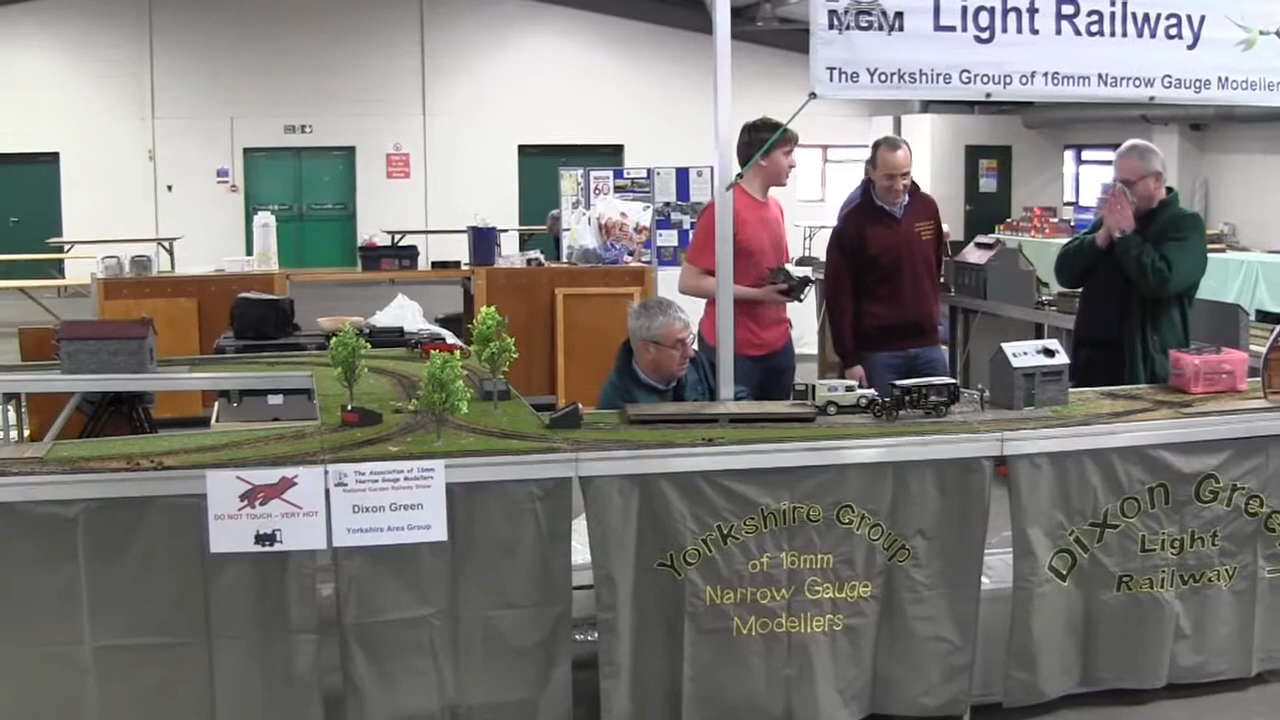 MGM
Light Railway
The Yorkshire Group of 16mm Narrow Gauge Modeller
60
DO NOT TOUCH – VERY HOT
The Association of 16mm
Narrow Gauge Modellers
National Garden Railway Show
Dixon Green
Yorkshire Area Group
Yorkshire Group
of 16mm
Narrow Gauge
Modellers
Dixon Gree
Light
Railway